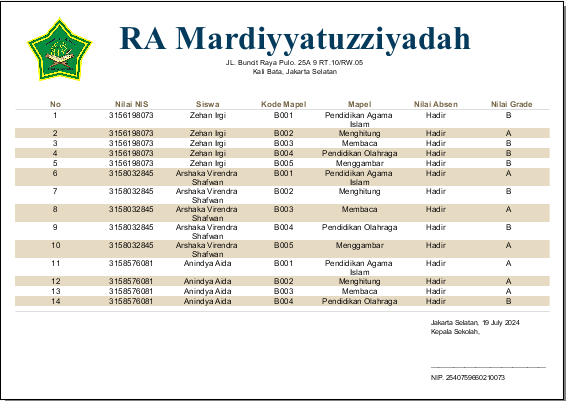 RA Mardiyyatuzziyadah
JL. Buncit Raya Pulo. 25A 9 RT.10/RW.05
Kali Bata, Jakarta Selatan
No Nilai NIS Siswa Kode Mapel Mapel Nilai Absen Nilai Grade
1 3156198073 Zehan Irgi B001 Pendidikan Agama Islam Hadir B
2 3156198073 Zehan Irgi B002 Menghitung Hadir A
3 3156198073 Zehan Irgi B003 Membaca Hadir A
4 3156198073 Zehan Irgi B004 Pendidikan Olahraga Hadir B
5 3156198073 Zehan Irgi B005 Menggambar Hadir B
6 3158032845 Arshaka Virendra Shafwan B001 Pendidikan Agama Islam Hadir A
7 3158032845 Arshaka Virendra Shafwan B002 Menghitung Hadir B
8 3158032845 Arshaka Virendra Shafwan B003 Membaca Hadir A
9 3158032845 Arshaka Virendra Shafwan B004 Pendidikan Olahraga Hadir B
10 3158032845 Arshaka Virendra Shafwan B005 Menggambar Hadir A
11 3158576081 Anindya Aida B001 Pendidikan Agama Islam Hadir A
12 3158576081 Anindya Aida B002 Menghitung Hadir A
13 3158576081 Anindya Aida B003 Membaca Hadir A
14 3158576081 Anindya Aida B004 Pendidikan Olahraga Hadir B
Jakarta Selatan, 19 July 2024
Kepala Sekolah,
NIP. 2540759660210073